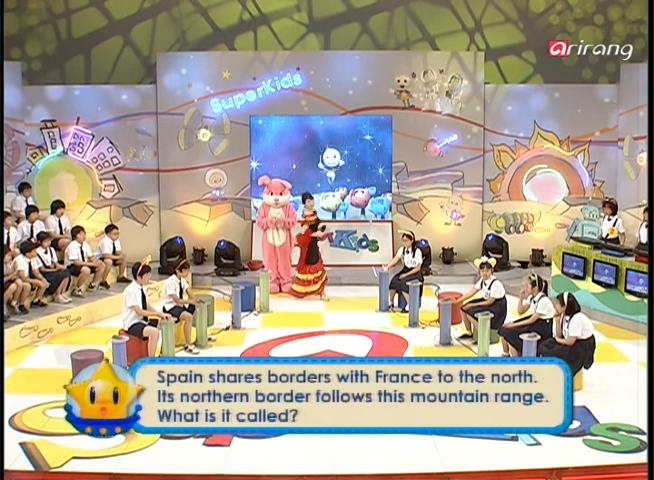 arirang
SuperKids
Kids
Spain shares borders with France to the north.
Its northern border follows this mountain range.
What is it called?